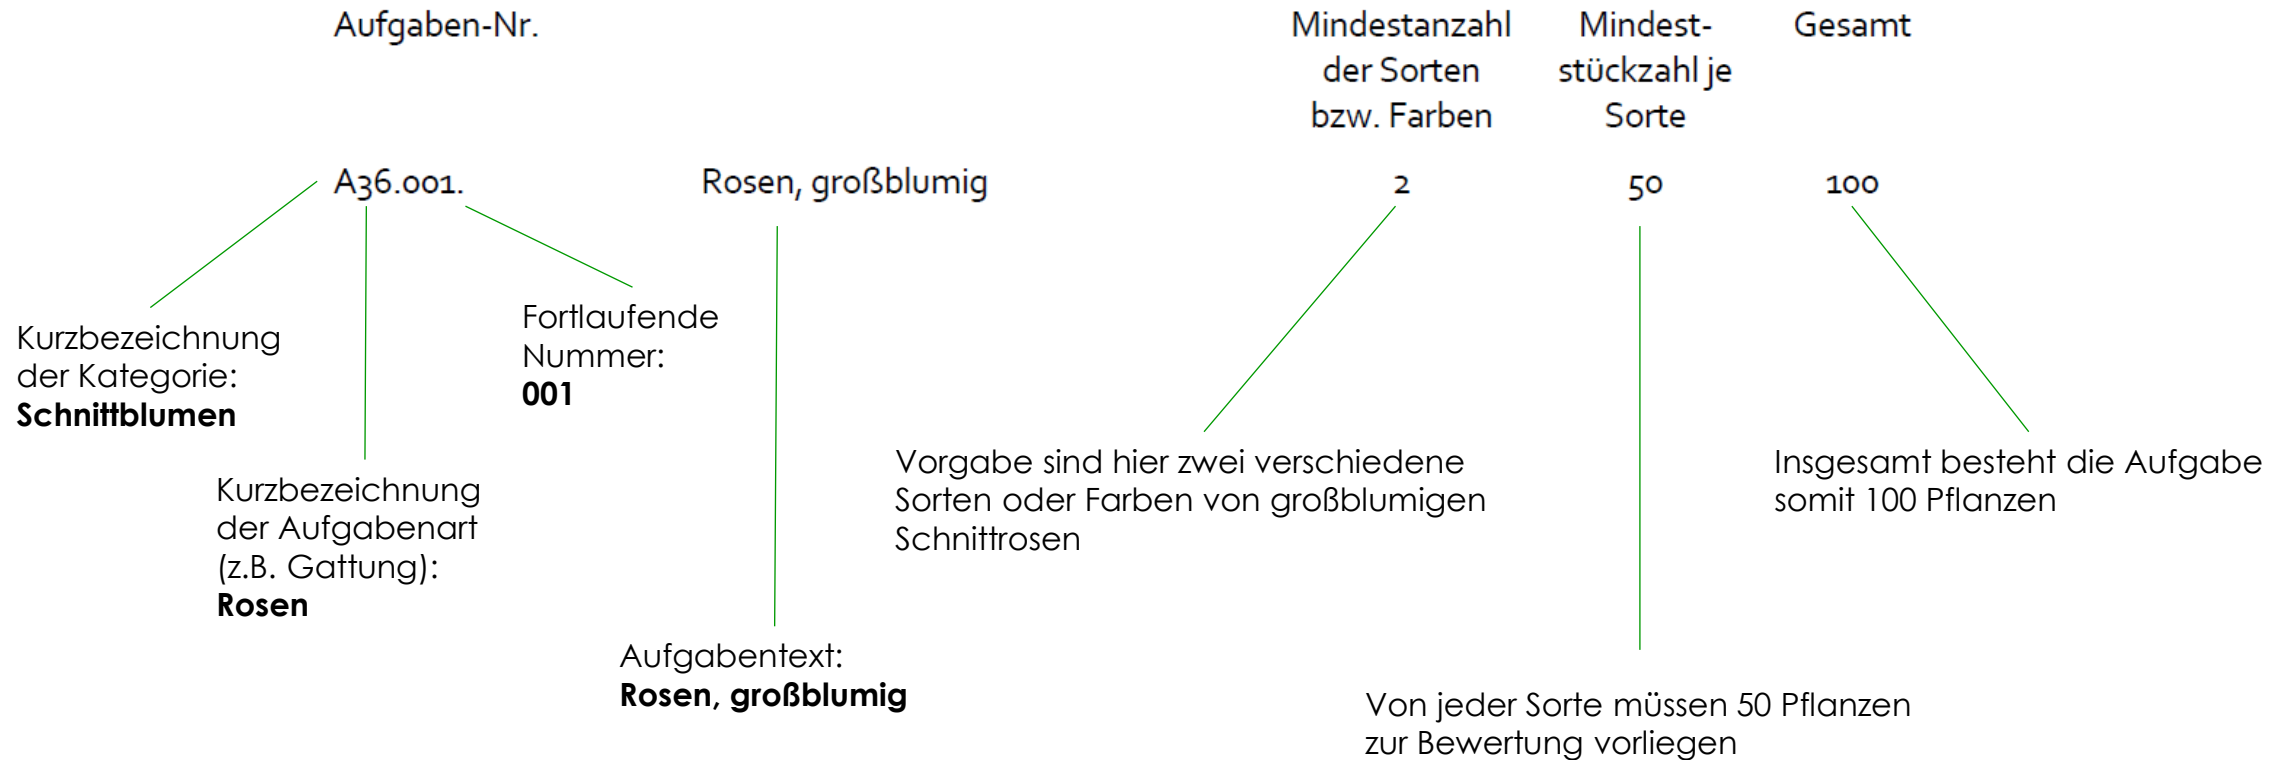 Aufgaben-Nr.
Mindestanzahl
der Sorten
bzw. Farben
Mindest-
stückzahl je
Sorte
Gesamt
A36.001.
Rosen, großblumig
2
50
100
Kurzbezeichnung
der Kategorie:
Schnittblumen
Fortlaufende
Nummer:
001
Kurzbezeichnung
der Aufgabenart
(z.B. Gattung):
Rosen
Aufgabentext:
Rosen, großblumig
Vorgabe sind hier zwei verschiedene
Sorten oder Farben von großblumigen
Schnittrosen
Von jeder Sorte müssen 50 Pflanzen
zur Bewertung vorliegen
Insgesamt besteht die Aufgabe
somit 100 Pflanzen